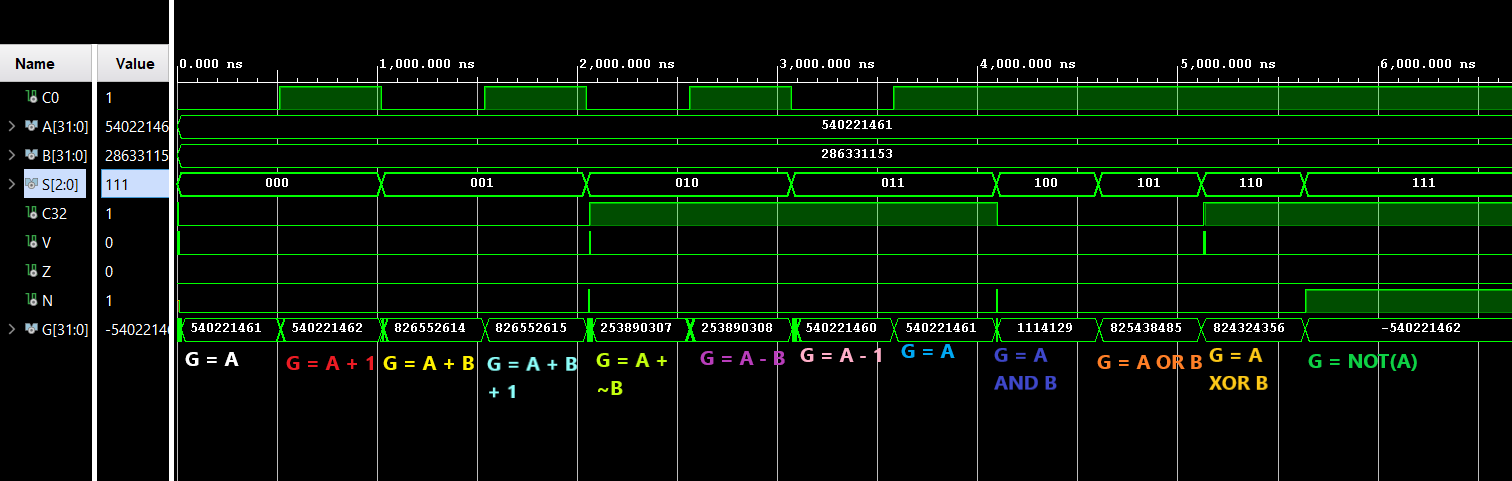 Name Value
0.000 ns 1,000.000 ns 2,000.000 ns 3,000.000 ns 4,000.000 ns 5,000.000 ns 6,000.000 ns
C0 1
A[31:0] 54022146 540221461
B[31:0] 28633115 286331153
S[2:0] 111 000 001 010 011 100 101 110 111
C32 1
V 0
Z 0
N 1
G[31:0] -5402214 540221461 540221462 826552614 826552615 253890307 253890308 540221460 540221461 1114129 825438485 824324356 -540221462
G = A
G = A + 1
G = A + B
G = A + B
+ 1
G = A +
~B
G = A - B
G = A - 1
G = A
G = A
AND B
G = A OR B
G = A
XOR B
G = NOT(A)